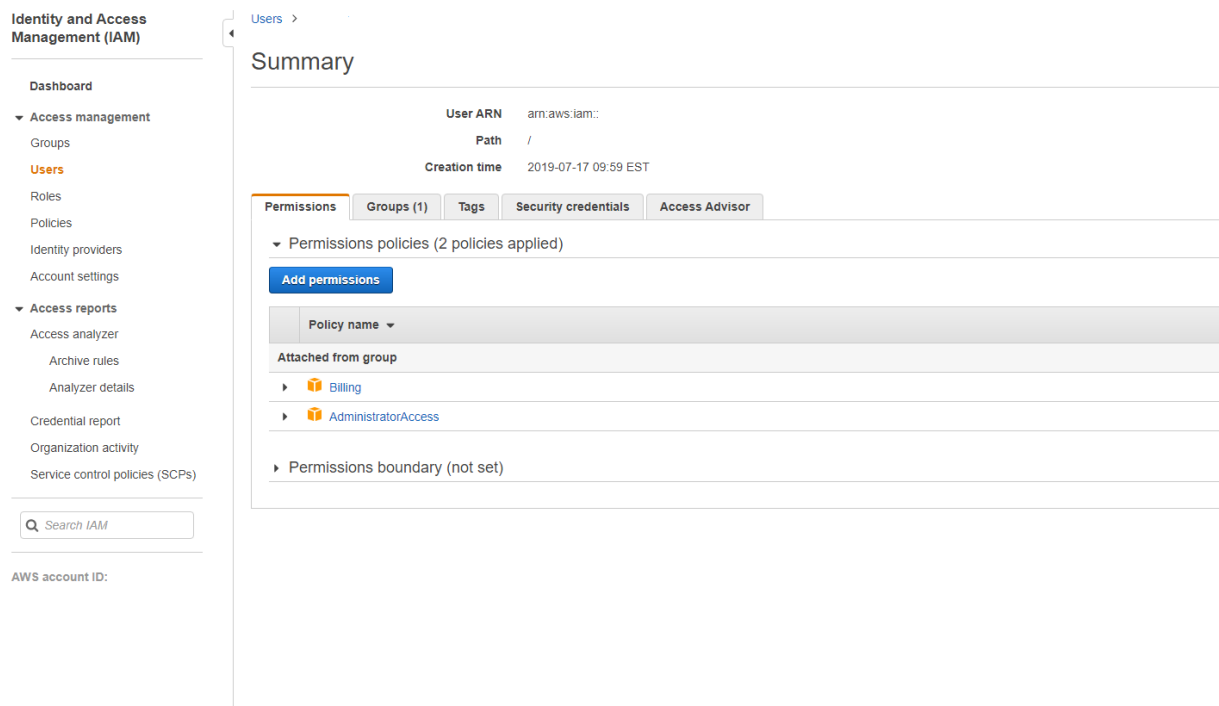 Identity and Access
Management (IAM)
Dashboard
Access management
Groups
Users
Roles
Policies
Identity providers
Account settings
Access reports
Access analyzer
Archive rules
Analyzer details
Credential report
Organization activity
Service control policies (SCPs)
Search IAM
AWS account ID:
Users >
Summary
User ARN arn:aws:iam::
Path /
Creation time 2019-07-17 09:59 EST
Permissions Groups (1) Tags Security credentials Access Advisor
Permissions policies (2 policies applied)
Add permissions
Policy name
Attached from group
Billing
AdministratorAccess
Permissions boundary (not set)